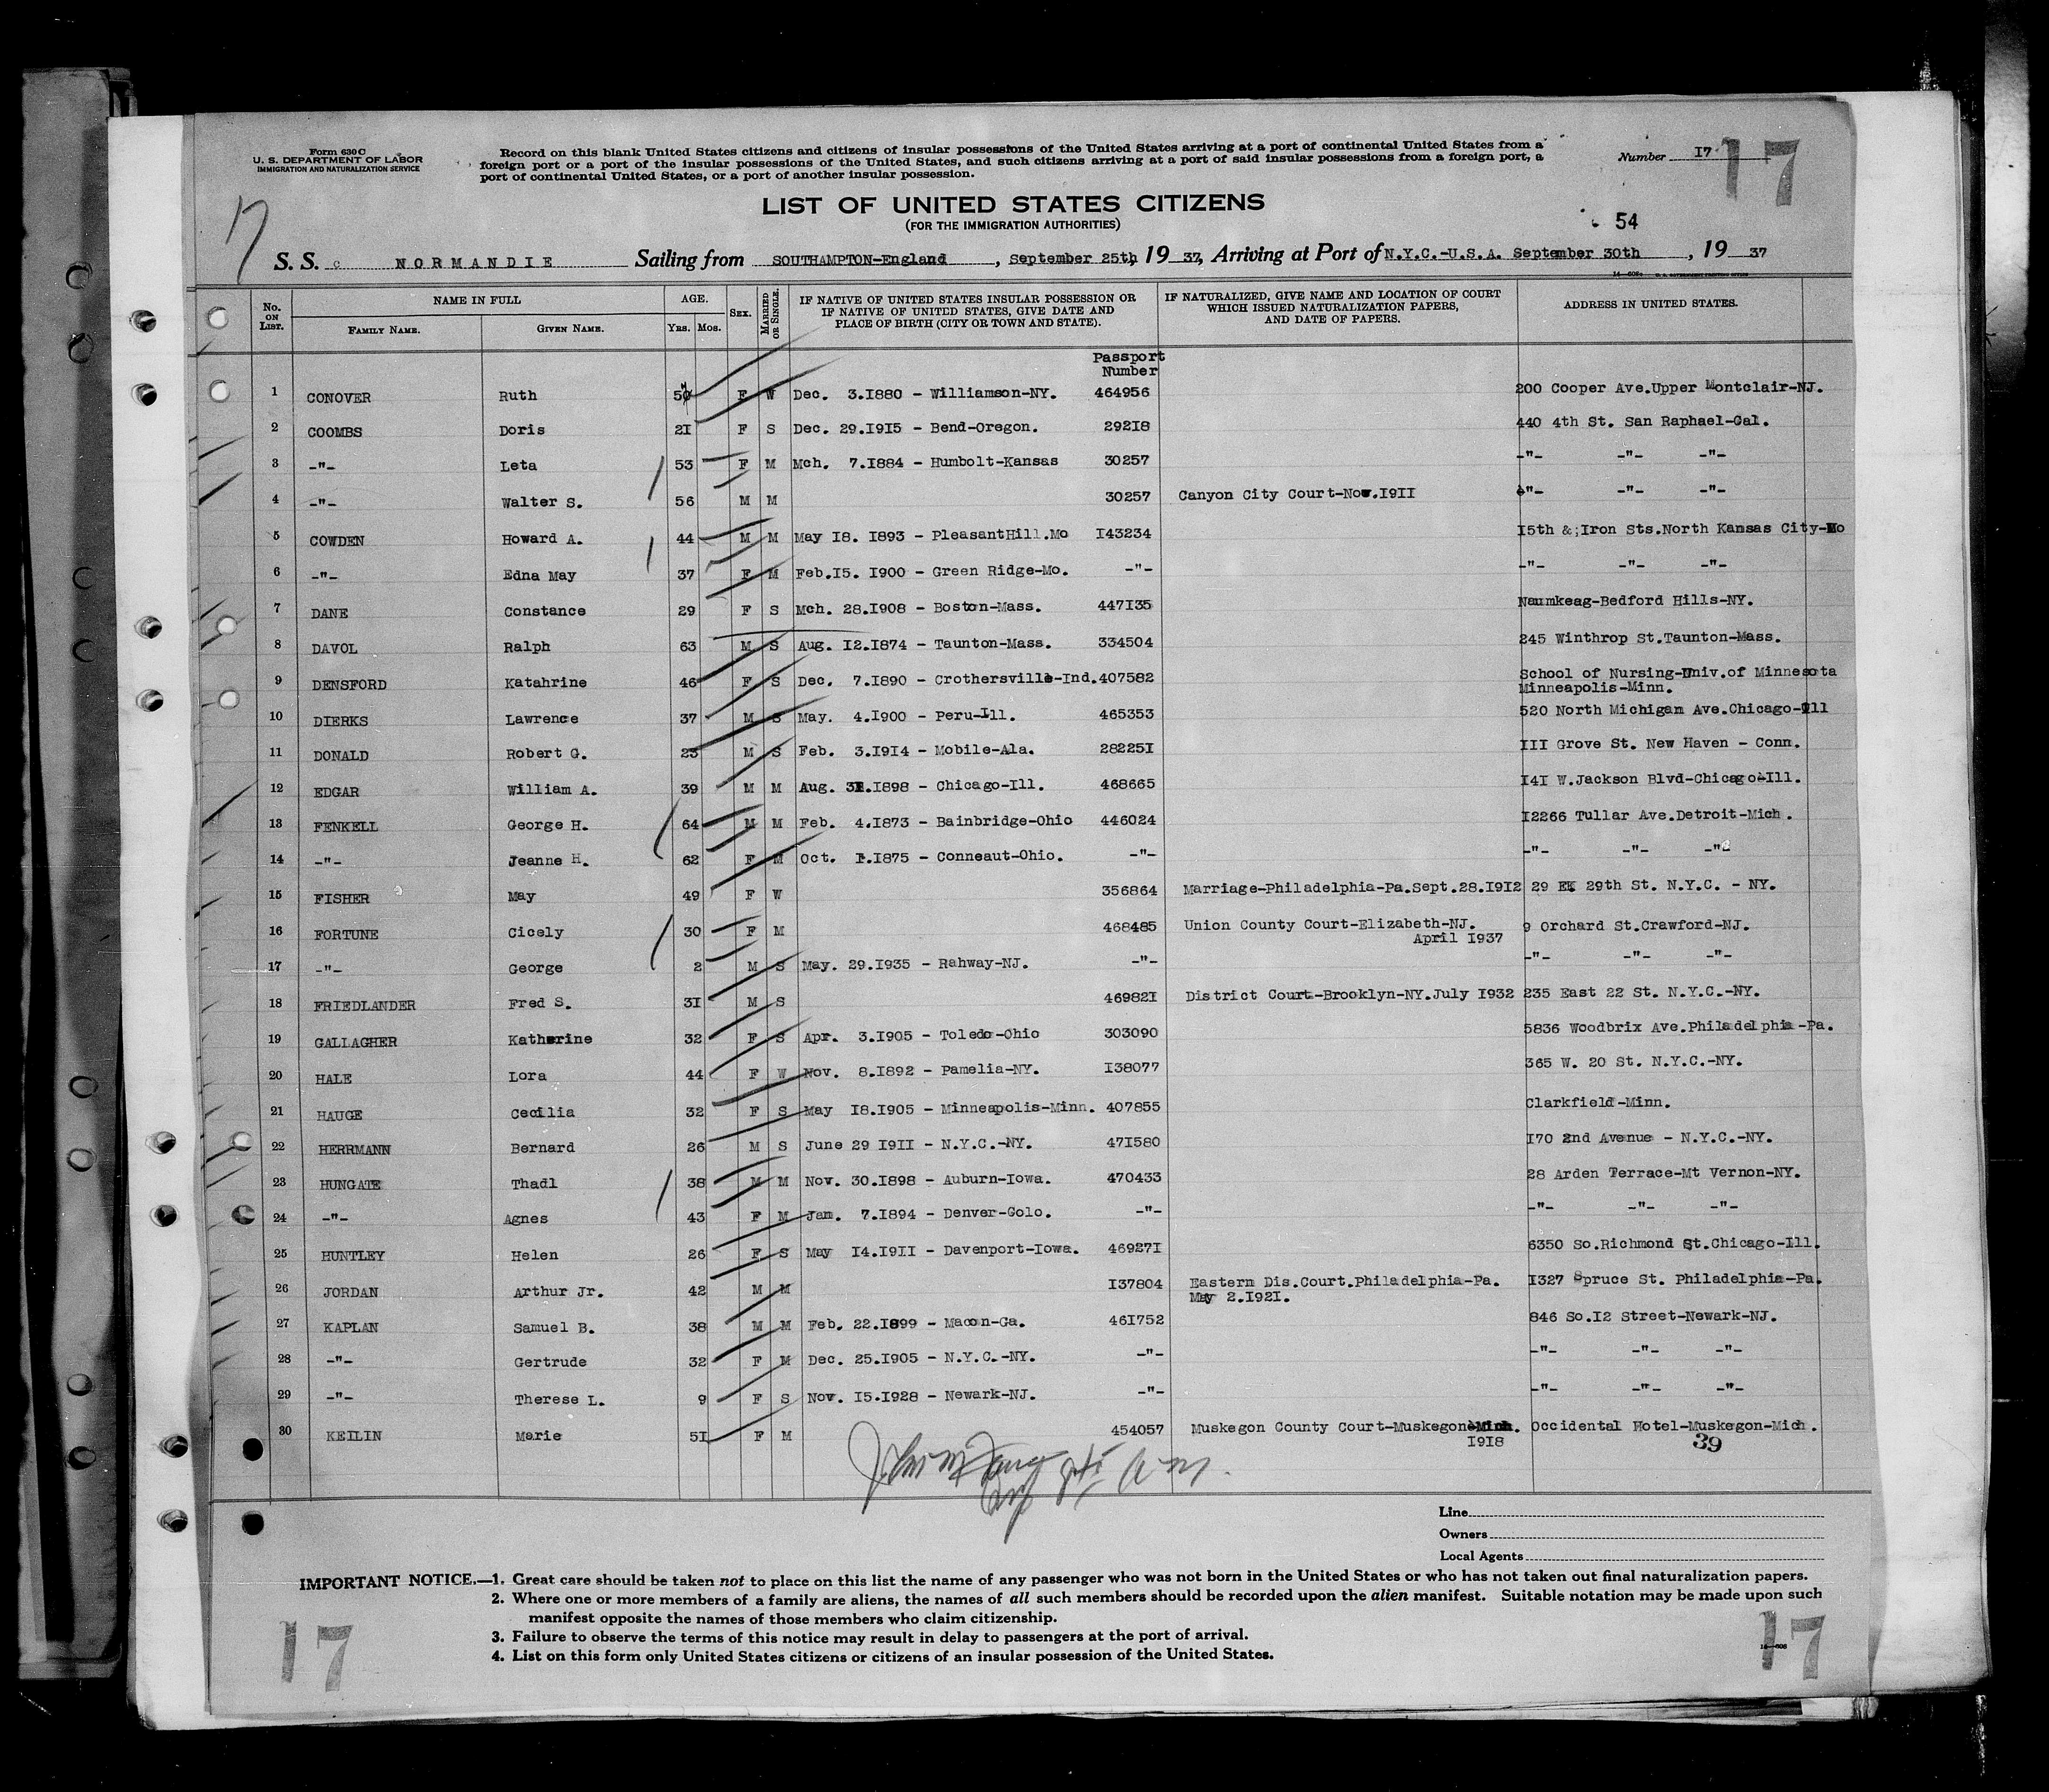 Form 630 C
U. S. DEPARTMENT OF LABOR
IMMIGRATION AND NATURALIZATION SERVICE
Record on this blank United States citizens and citizens of insular possessions of the United States arriving at a port of continental United States from a
foreign port or a port of the insular possessions of the United States, and such citizens arriving at a port of said insular possessions from a foreign port, a
port of continental United States, or a port of another insular possession.
Number 17
17
LIST OF UNITED STATES CITIZENS
(FOR THE IMMIGRATION AUTHORITIES)
54
17
S. S. c NORMANDIE Sailing from SOUTHAMPTON-England, September 25th, 19 37, Arriving at Port of N.Y.C.-U.S.A. September 30th, 19 37
No. ON LIST. NAME IN FULL FAMILY NAME. GIVEN NAME. AGE. YRS. MOS. SEX. MARRIED OR SINGLE. IF NATIVE OF UNITED STATES INSULAR POSSESSION OR IF NATIVE OF UNITED STATES, GIVE DATE AND PLACE OF BIRTH (CITY OR TOWN AND STATE). IF NATURALIZED, GIVE NAME AND LOCATION OF COURT WHICH ISSUED NATURALIZATION PAPERS, AND DATE OF PAPERS. ADDRESS IN UNITED STATES.
Passport
Number
1 CONOVER Ruth F W Dec. 3.1880 - Williamson-NY. 464956 200 Cooper Ave.Upper Montclair-NJ.
2 COOMBS Doris 21 F S Dec. 29.1915 - Bend-Oregon. 29218 440 4th St. San Raphael-Cal.
3 -"- Leta 53 F M Mch. 7.1884 - Humbolt-Kansas 30257 -"- -"- -"-
4 -"- Walter S. 56 M M 30257 Canyon City Court-Nov.1911 -"- -"- -"-
5 COWDEN Howard A. 44 M M May 18. 1893 - PleasantHill.Mo 143234 15th &;Iron Sts.North Kansas City-Mo
6 -"- Edna May 37 F M Feb.15. 1900 - Green Ridge-Mo. -"- -"- -"- -"-
7 DANE Constance 29 F S Mch. 28.1908 - Boston-Mass. 447135 Naumkeag-Bedford Hills-NY.
8 DAVOL Ralph 63 M S Aug. 12.1874 - Taunton-Mass. 334504 245 Winthrop St.Taunton-Mass.
9 DENSFORD Katahrine 46 F S Dec. 7.1890 - Crothersville-Ind.407582 School of Nursing-Univ.of Minnesota
Minneapolis-Minn.
10 DIERKS Lawrence 37 M S May. 4.1900 - Peru-Ill. 465353 520 North Michigan Ave.Chicago-Ill
11 DONALD Robert G. 23 M S Feb. 3.1914 - Mobile-Ala. 282251 111 Grove St. New Haven - Conn.
12 EDGAR William A. 39 M M Aug. .1898 - Chicago-Ill. 468665 141 W.Jackson Blvd-Chicago-Ill.
13 FENKELL George H. 64 M M Feb. 4.1873 - Bainbridge-Ohio 446024 12266 Tullar Ave.Detroit-Mich.
14 -"- Jeanne H. 62 F M Oct. 1.1875 - Conneaut-Ohio. -"- -"- -"- -"-
15 FISHER May 49 F W 356864 Marriage-Philadelphia-Pa.Sept.28.1912 29 29th St. N.Y.C. - NY.
16 FORTUNE Cicely 30 F M 468485 Union County Court-Elizabeth-NJ. 9 Orchard St.Crawford-NJ.
April 1937
17 -"- George 2 M S May. 29.1935 - Rahway-NJ. -"- -"- -"- -"-
18 FRIEDLANDER Fred S. 31 M S 469821 District Court-Brooklyn-NY.July 1932 235 East 22 St. N.Y.C.-NY.
19 GALLAGHER Katherine 32 F S Apr. 3.1905 - Toledo-Ohio 303090 5836 Woodbrix Ave.Philadelphia-Pa.
20 HALE Lora 44 F W Nov. 8.1892 - Pamelia-NY. 138077 365 W. 20 St. N.Y.C.-NY.
21 HAUGE Cecilia 32 F S May 18.1905 - Minneapolis-Minn. 407855 Clarkfield-Minn.
22 HERRMANN Bernard 26 M S June 29 1911 - N.Y.C.-NY. 471580 170 2nd Avenue - N.Y.C.-NY.
23 HUNGATE Thadl 38 M M Nov. 30.1898 - Auburn-Iowa. 470433 28 Arden Terrace-Mt Vernon-NY.
24 -"- Agnes 43 F M Jan. 7.1894 - Denver-Colo. -"- -"- -"- -"-
25 HUNTLEY Helen 26 F S May 14.1911 - Davenport-Iowa. 469271 6350 So.Richmond St.Chicago-Ill.
26 JORDAN Arthur Jr. 42 M M 137804 Eastern Dis.Court.Philadelphia-Pa. 1327 Spruce St. Philadelphia-Pa.
May 2.1921.
27 KAPLAN Samuel B. 38 M M Feb. 22.1899 - Macon-Ga. 461752 846 So.12 Street-Newark-NJ.
28 -"- Gertrude 32 F M Dec. 25.1905 - N.Y.C.-NY. -"- -"- -"- -"-
29 -"- Therese L. 9 F S Nov. 15.1928 - Newark-NJ. -"- -"- -"- -"-
30 KEILIN Marie 51 F M 454057 Muskegon County Court-Muskegon-Mich. Occidental Hotel-Muskegon-Mich.
1918
39
Line
Owners
Local Agents
IMPORTANT NOTICE.—1. Great care should be taken not to place on this list the name of any passenger who was not born in the United States or who has not taken out final naturalization papers.
2. Where one or more members of a family are aliens, the names of all such members should be recorded upon the alien manifest. Suitable notation may be made upon such
manifest opposite the names of those members who claim citizenship.
3. Failure to observe the terms of this notice may result in delay to passengers at the port of arrival.
4. List on this form only United States citizens or citizens of an insular possession of the United States.
17
17